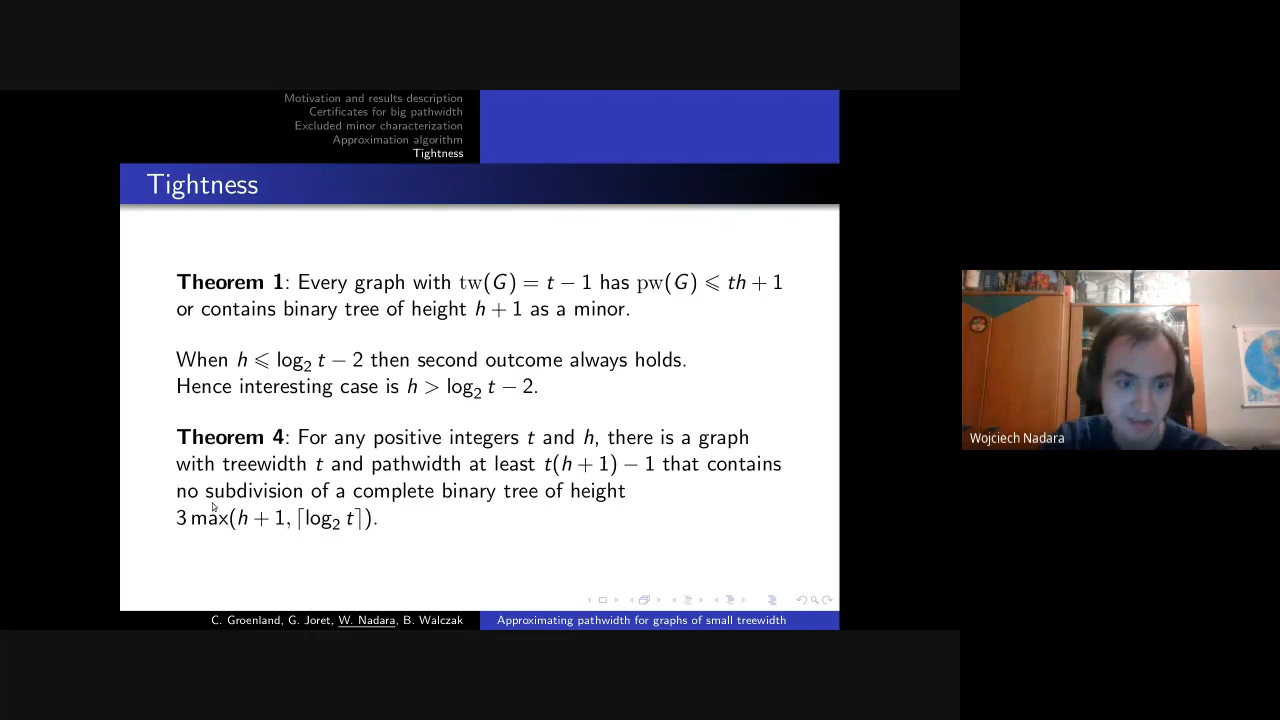 Motivation and results description
Certificates for big pathwidth
Excluded minor characterization
Approximation algorithm
Tightness
Tightness
Theorem 1: Every graph with tw(G) = t − 1 has pw(G) ⩽ th + 1
or contains binary tree of height h + 1 as a minor.
When h ⩽ log₂ t − 2 then second outcome always holds.
Hence interesting case is h > log₂ t − 2.
Theorem 4: For any positive integers t and h, there is a graph
with treewidth t and pathwidth at least t(h + 1) − 1 that contains
no subdivision of a complete binary tree of height
3 max(h + 1, ⌈log₂ t⌉).
C. Groenland, G. Joret, W. Nadara, B. Walczak
Approximating pathwidth for graphs of small treewidth
Wojciech Nadara